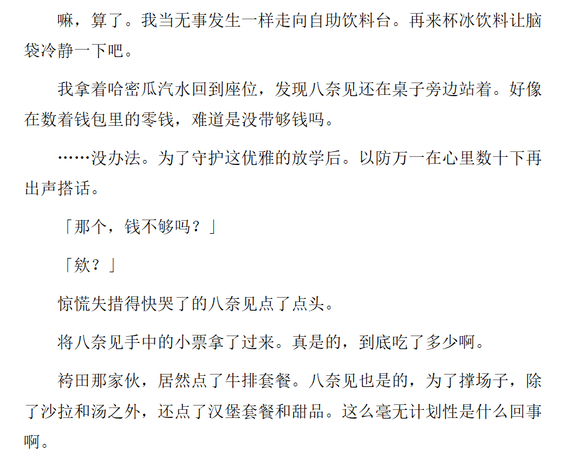 嘛，算了。我当无事发生一样走向自助饮料台。再来杯冰饮料让脑
袋冷静一下吧。
我拿着哈密瓜汽水回到座位，发现八奈见还在桌子旁边站着。好像
在数着钱包里的零钱，难道是没带够钱吗。
……没办法。为了守护这优雅的放学后。以防万一在心里数十下再
出声搭话。
「那个，钱不够吗？」
「欸？」
惊慌失措得快哭了的八奈见点了点头。
将八奈见手中的小票拿了过来。真是的，到底吃了多少啊。
袴田那家伙，居然点了牛排套餐。八奈见也是的，为了撑场子，除
了沙拉和汤之外，还点了汉堡套餐和甜品。这么毫无计划性是什么回事
啊。